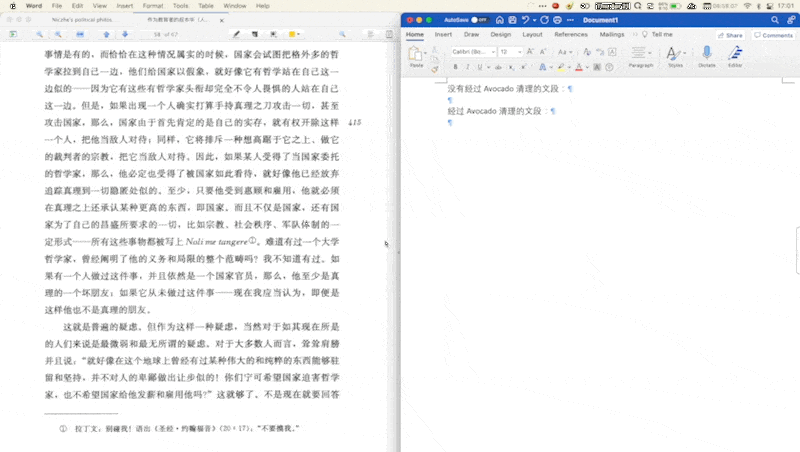 Word File Edit View Insert Format Tools Table Window Help
17:01
Nezhe's political philos...
作为教育者的叔本华（人...
54 of 67
事情是有的，而恰恰在这种情况属实的时候，国家会试图把格外多的哲
学家拉到自己一边，他们给国家以假象，就好像它有哲学站在自己这一
边似的——因为它有这些有哲学家头衔却完全不令人畏惧的人站在自己
这一边。但是，如果出现一个人确实打算手持真理之刀攻击一切，甚至
攻击国家，那么，国家由于首先肯定的是自己的实存，就有权开除这样
一个人，把他当敌人对待；同样，它将排斥一种想高踞于它之上、做它
的裁判者的宗教，把它当敌人对待。因此，如果某人受得了当国家委托
的哲学家，那么，他必定也受得了被国家如此看待，就好像他已经放弃
追踪真理到一切隐匿处似的。至少，只要他受到惠顾和雇用，他就必须
在真理之上还承认某种更高的东西，即国家。而且不仅是国家，还有国
家为了自己的昌盛所要求的一切，比如宗教、社会秩序、军队体制的一
定形式——所有这些事物都被写上 Noli me tangere①。难道有过一个大学
哲学家，曾经阐明了他的义务和局限的整个范畴吗？我不知道有过。如
果有一个人做过这件事，并且依然是一个国家官员，那么，他至少是真
理的一个坏朋友；如果它从未做过这件事——现在我应当认为，即便是
这样他也不是真理的朋友。
415
这就是普遍的疑虑。但作为这样一种疑虑，当然对于如其现在所是
的人们来说是最微弱和最无所谓的疑虑。对于大多数人而言，耸耸肩膀
并且说：“就好像在这个地球上曾经有过某种伟大的和纯粹的东西能够驻
留和坚持，并不对人的卑鄙做出让步似的！你们宁可希望国家迫害哲学
家，也不希望国家给他发薪和雇用他吗？”这就够了。不是现在就要回答
① 拉丁文：别碰我！语出《圣经·约翰福音》（20：17）：“不要摸我。”
AutoSave OFF Document1
Home Insert Draw Design Layout References Mailings Tell me Share Comments
Paste
Calibri (Bo... 12
Paragraph Styles Dictate Editor
没有经过 Avocado 清理的文段：
经过 Avocado 清理的文段：